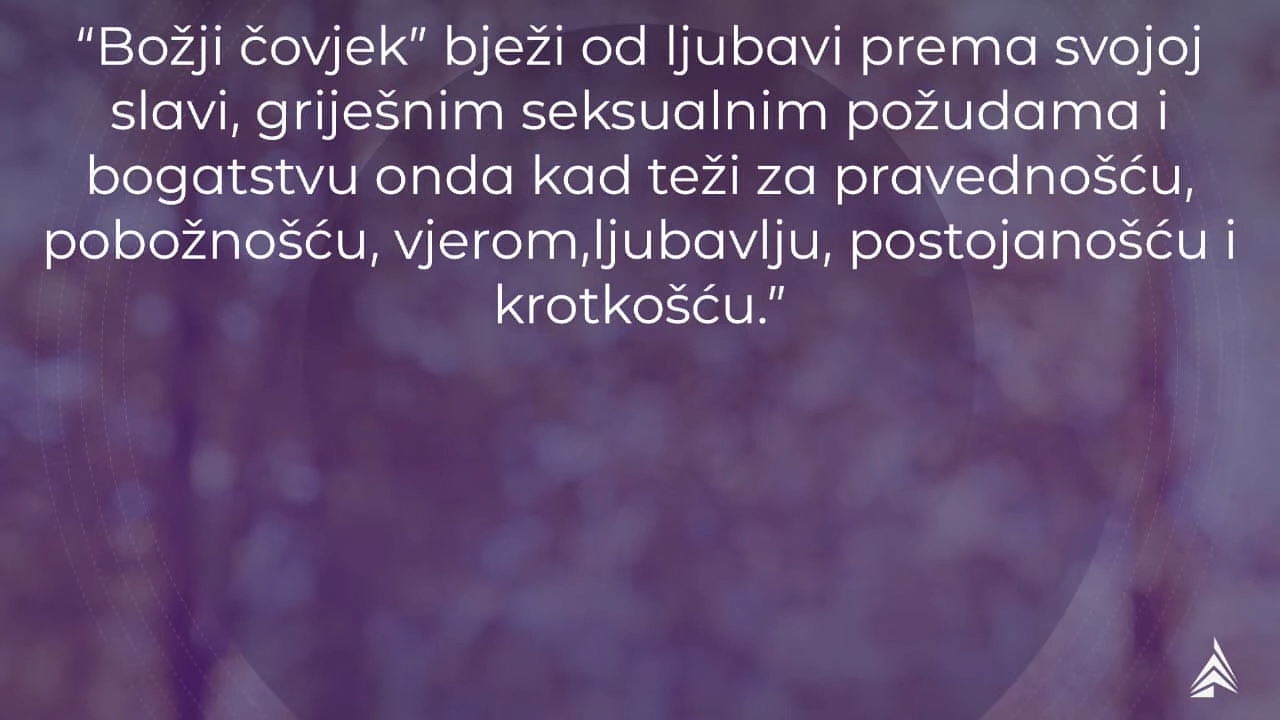 “Božji čovjek” bježi od ljubavi prema svojoj
slavi, griješnim seksualnim požudama i
bogatstvu onda kad teži za pravednošću,
pobožnošću, vjerom,ljubavlju, postojanošću i
krotkošću.”